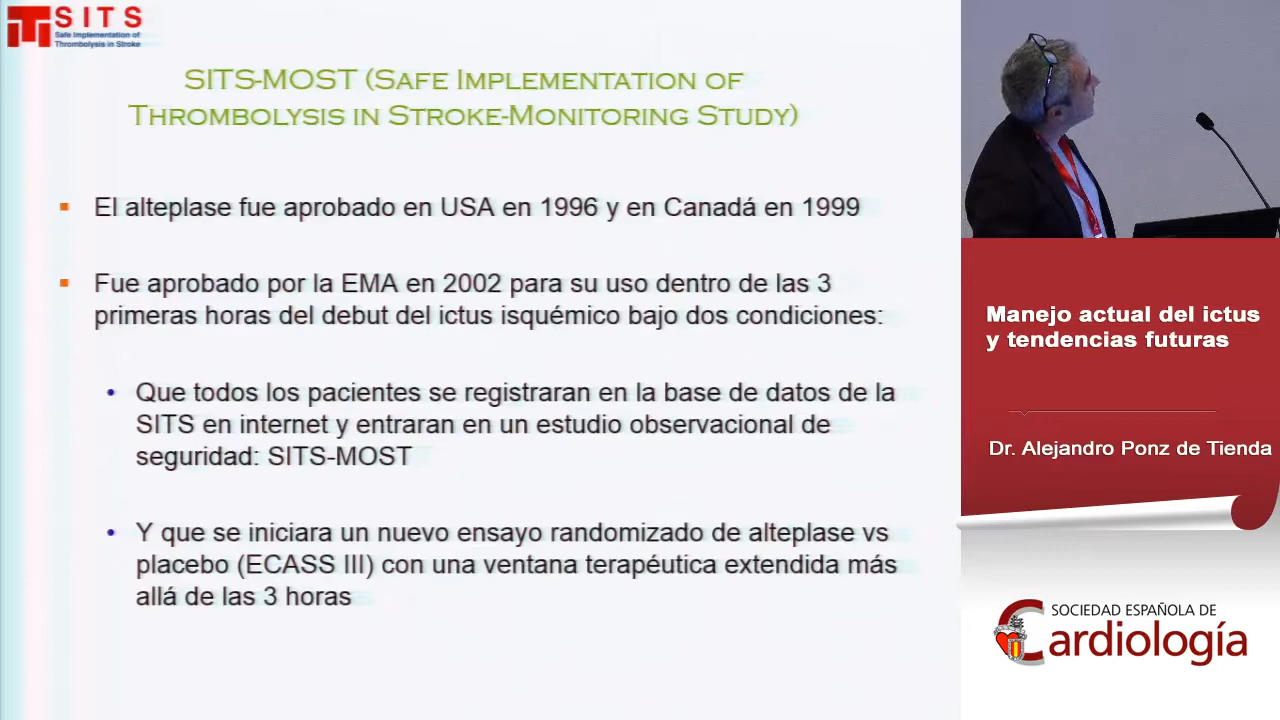 SITS
Safe Implementation of
Thrombolysis in Stroke
SITS-MOST (Safe Implementation of
Thrombolysis in Stroke-Monitoring Study)
▪ El alteplase fue aprobado en USA en 1996 y en Canadá en 1999
▪ Fue aprobado por la EMA en 2002 para su uso dentro de las 3
primeras horas del debut del ictus isquémico bajo dos condiciones:
• Que todos los pacientes se registraran en la base de datos de la
SITS en internet y entraran en un estudio observacional de
seguridad: SITS-MOST
• Y que se iniciara un nuevo ensayo randomizado de alteplase vs
placebo (ECASS III) con una ventana terapéutica extendida más
allá de las 3 horas
Manejo actual del ictus
y tendencias futuras
Dr. Alejandro Ponz de Tienda
SOCIEDAD ESPAÑOLA DE
Cardiología